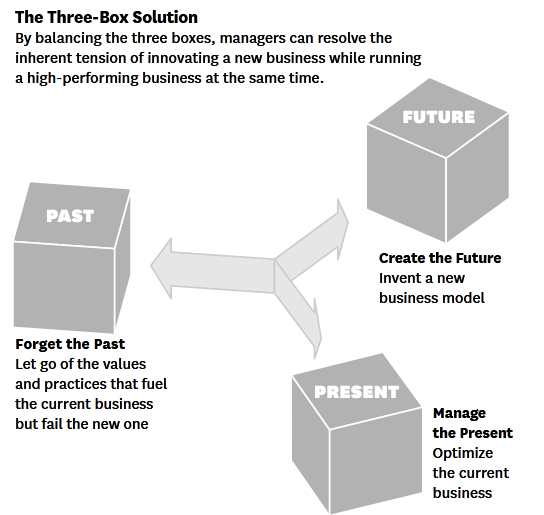 The Three-Box Solution
By balancing the three boxes, managers can resolve the
inherent tension of innovating a new business while running
a high-performing business at the same time.
FUTURE
PAST
Create the Future
Invent a new
business model
Forget the Past
Let go of the values
and practices that fuel
the current business
but fail the new one
PRESENT
Manage
the Present
Optimize
the current
business